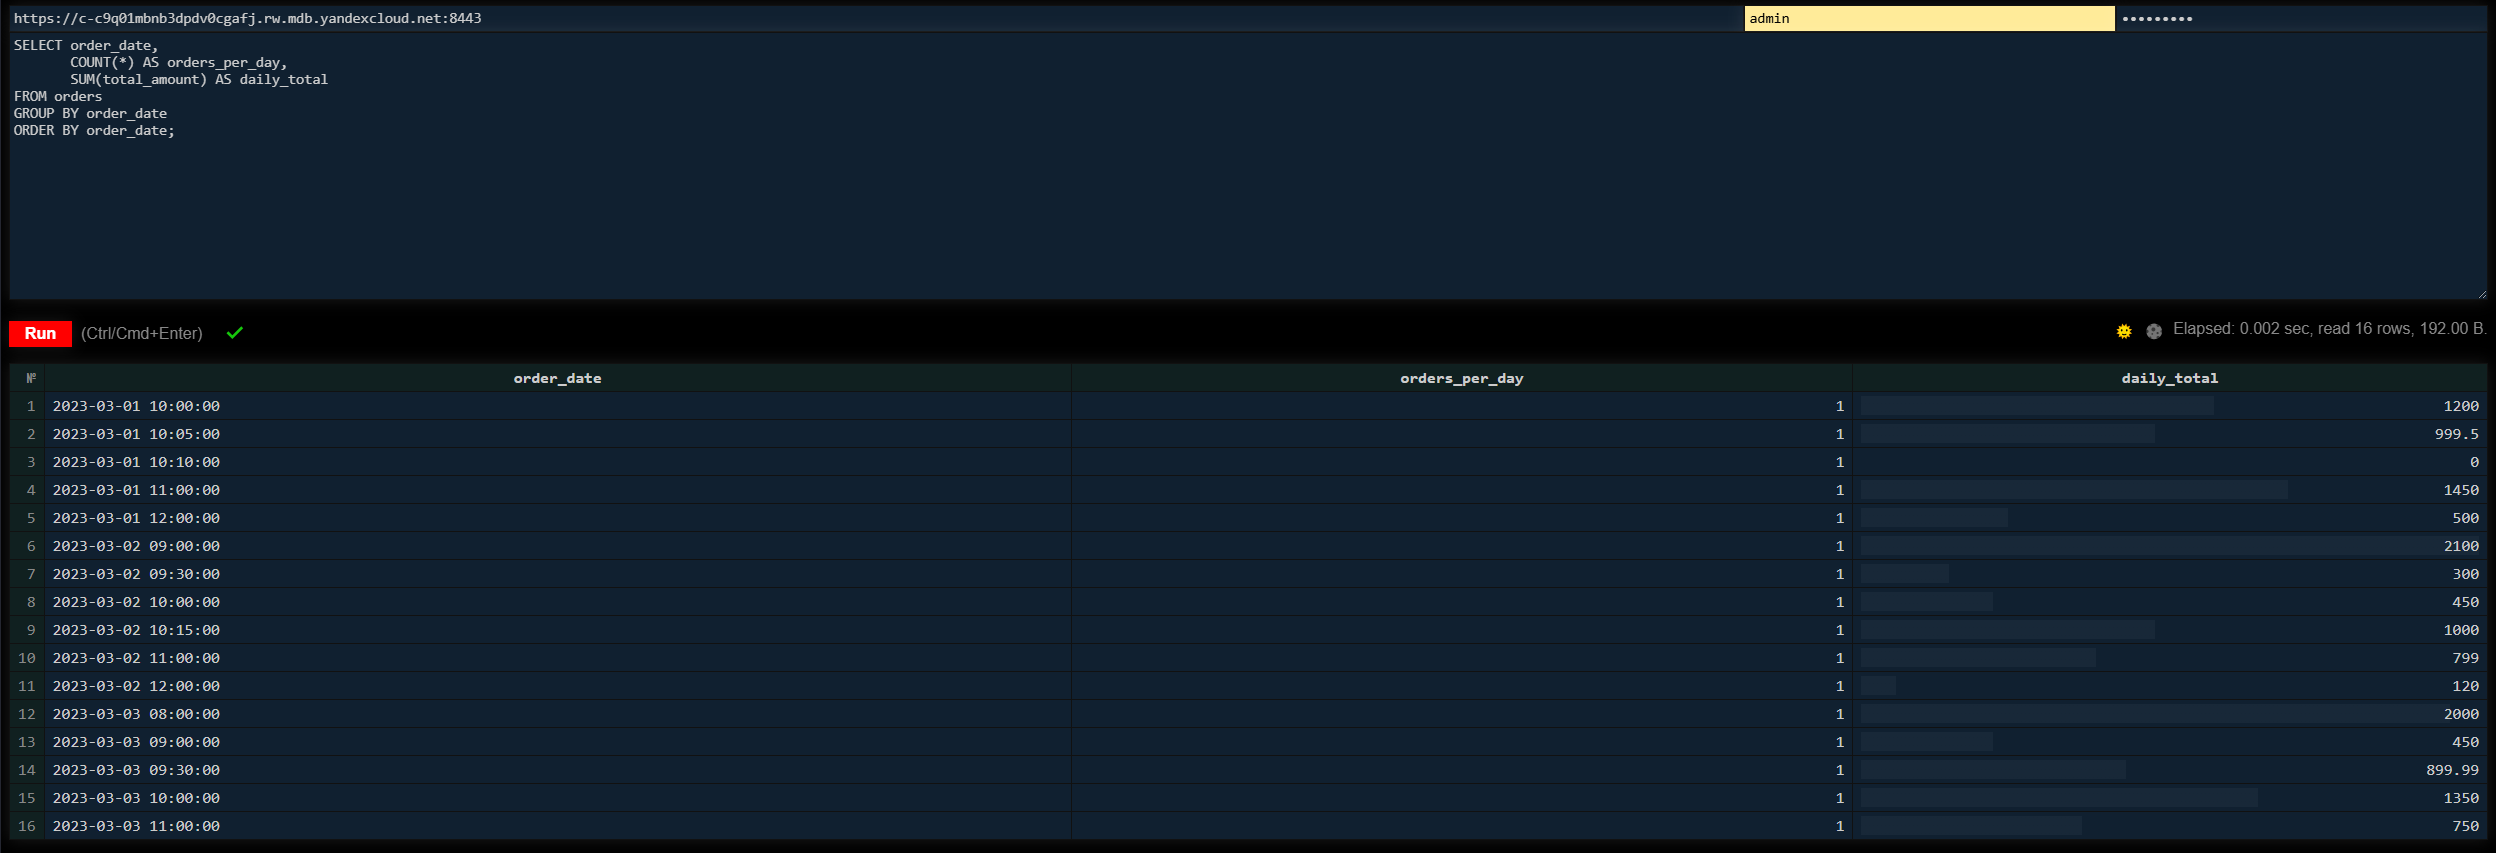 https://c-c9q01mbnb3dpdv0cgafj.rw.mdb.yandexcloud.net:8443 admin •••••••••
SELECT order_date,
       COUNT(*) AS orders_per_day,
       SUM(total_amount) AS daily_total
FROM orders
GROUP BY order_date
ORDER BY order_date;
Run (Ctrl/Cmd+Enter) ✓ Elapsed: 0.002 sec, read 16 rows, 192.00 B.
№ order_date orders_per_day daily_total
1 2023-03-01 10:00:00 1 1200
2 2023-03-01 10:05:00 1 999.5
3 2023-03-01 10:10:00 1 0
4 2023-03-01 11:00:00 1 1450
5 2023-03-01 12:00:00 1 500
6 2023-03-02 09:00:00 1 2100
7 2023-03-02 09:30:00 1 300
8 2023-03-02 10:00:00 1 450
9 2023-03-02 10:15:00 1 1000
10 2023-03-02 11:00:00 1 799
11 2023-03-02 12:00:00 1 120
12 2023-03-03 08:00:00 1 2000
13 2023-03-03 09:00:00 1 450
14 2023-03-03 09:30:00 1 899.99
15 2023-03-03 10:00:00 1 1350
16 2023-03-03 11:00:00 1 750